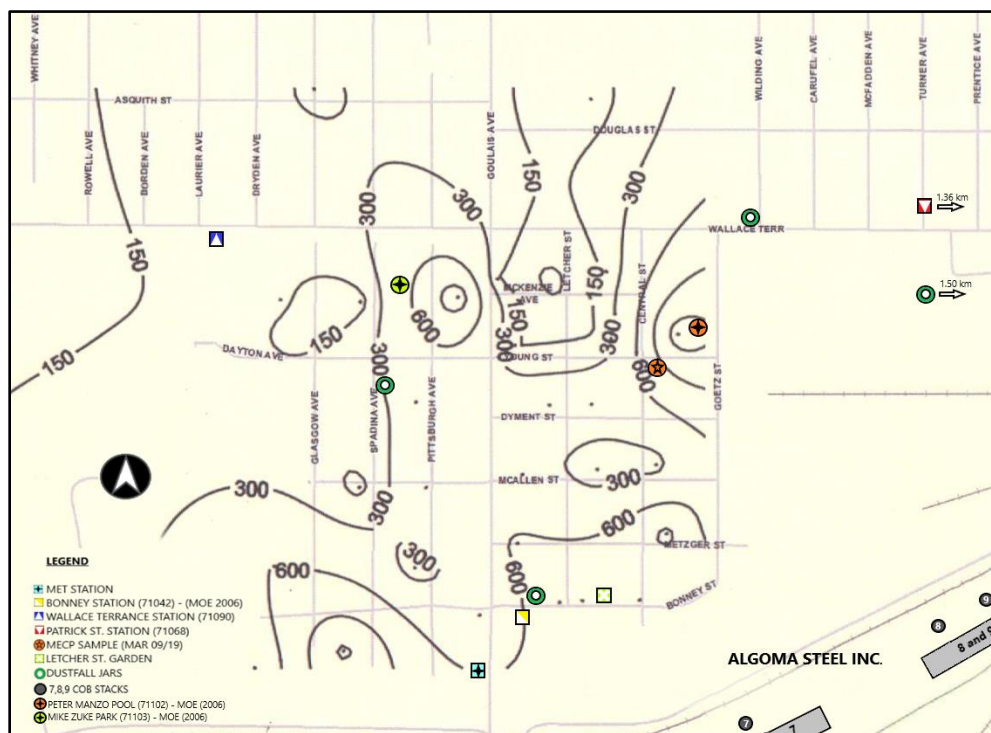 WHITNEY AVE
ROWELL AVE
BORDEN AVE
LAURIER AVE
DRYDEN AVE
GOULAIS AVE
WILDING AVE
CARUFEL AVE
MCFADDEN AVE
TURNER AVE
PRENTICE AVE
ASQUITH ST
DOUGLAS ST
150
150
300
300
300
1.36 km
WALLACE TERR
LETCHER ST
CENTRAL ST
MCKENZIE AVE
1.50 km
150
150
600
150
150
300
300
DAYTON AVE
150
300
YOUNG ST
600
GOETZ ST
GLASGOW AVE
SPADINA AVE
PITTSBURGH AVE
DYMENT ST
MCALLEN ST
300
300
300
600
METZGER ST
300
600
600
BONNEY ST
LEGEND
MET STATION
BONNEY STATION (71042) - (MOE 2006)
WALLACE TERRANCE STATION (71090)
PATRICK ST. STATION (71068)
MECP SAMPLE (MAR 09/19)
LETCHER ST. GARDEN
DUSTFALL JARS
7,8,9 COB STACKS
PETER MANZO POOL (71102) - MOE (2006)
MIKE ZUKE PARK (71103) - MOE (2006)
ALGOMA STEEL INC.
9
8
8 and 9
7
7